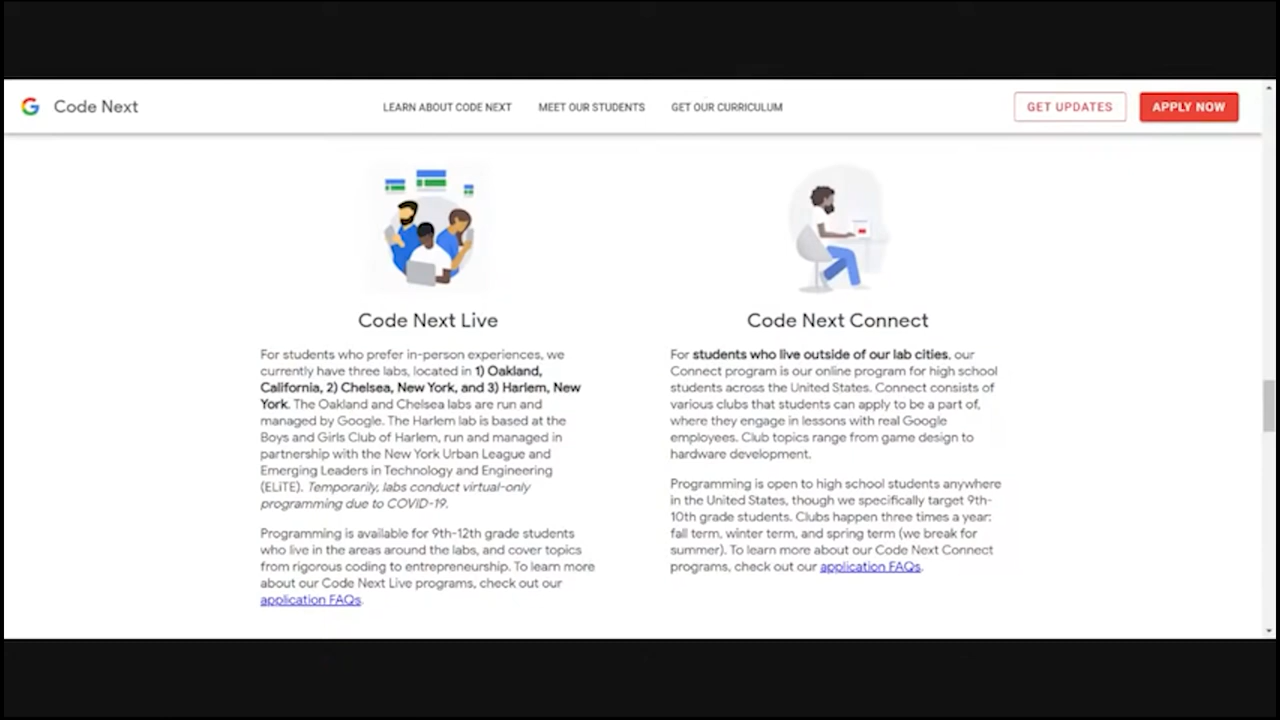 Code Next
LEARN ABOUT CODE NEXT
MEET OUR STUDENTS
GET OUR CURRICULUM
GET UPDATES
APPLY NOW
Code Next Live
For students who prefer in-person experiences, we
currently have three labs, located in 1) Oakland,
California, 2) Chelsea, New York, and 3) Harlem, New
York. The Oakland and Chelsea labs are run and
managed by Google. The Harlem lab is based at the
Boys and Girls Club of Harlem, run and managed in
partnership with the New York Urban League and
Emerging Leaders in Technology and Engineering
(ELiTE). Temporarily, labs conduct virtual-only
programming due to COVID-19.
Programming is available for 9th-12th grade students
who live in the areas around the labs, and cover topics
from rigorous coding to entrepreneurship. To learn more
about our Code Next Live programs, check out our
application FAQs.
Code Next Connect
For students who live outside of our lab cities, our
Connect program is our online program for high school
students across the United States. Connect consists of
various clubs that students can apply to be a part of,
where they engage in lessons with real Google
employees. Club topics range from game design to
hardware development.
Programming is open to high school students anywhere
in the United States, though we specifically target 9th-
10th grade students. Clubs happen three times a year:
fall term, winter term, and spring term (we break for
summer). To learn more about our Code Next Connect
programs, check out our application FAQs.